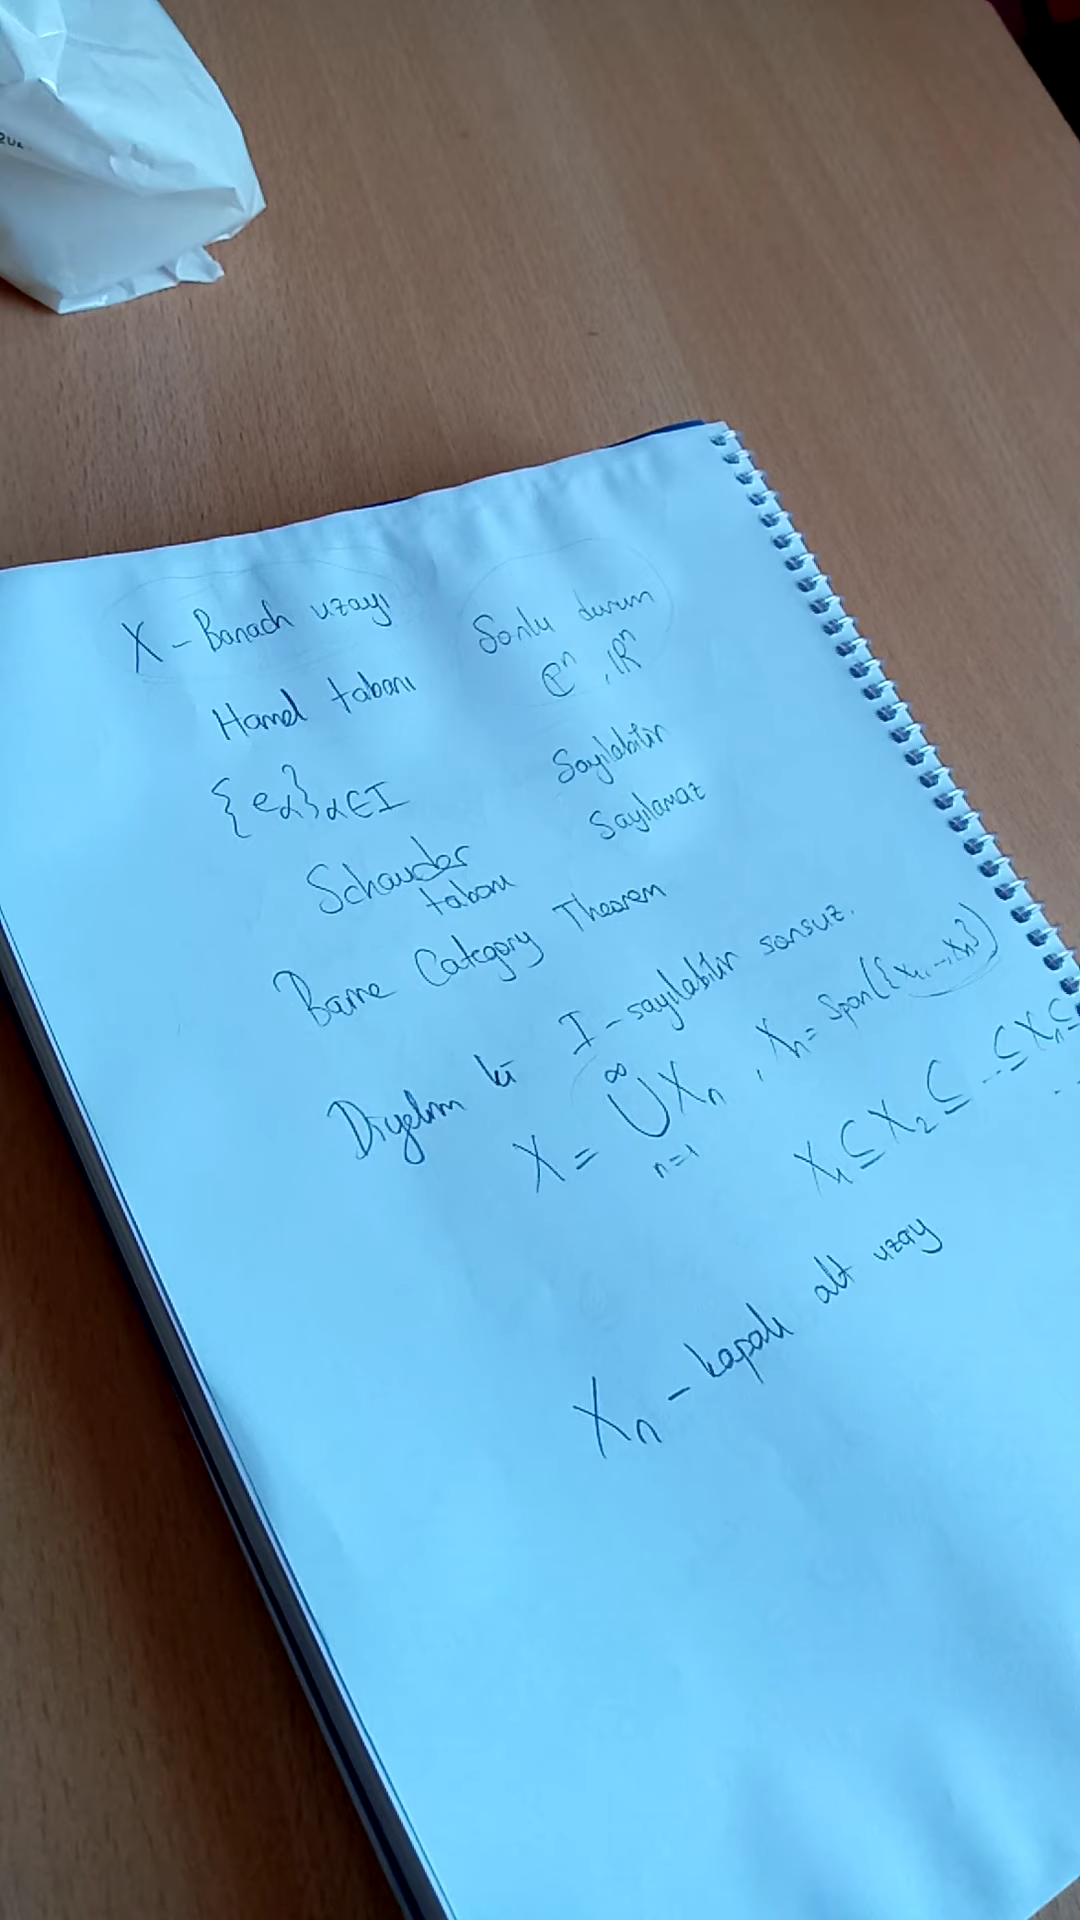 X - Banach uzayı
Sonlu durum
ℂⁿ, ℝⁿ
Hamel tabanı
{e_α}_α∈I
Sayılabilir
Sayılamaz
Schauder
tabanı
Baire Category Theorem
Diyelim ki I - sayılabilir sonsuz.
X = ⋃_{n=1}^∞ X_n , X_n = Span({x_1, ..., x_n})
X_1 ⊆ X_2 ⊆ ... ⊆ X_n ⊆
...
X_n - kapalı alt uzay